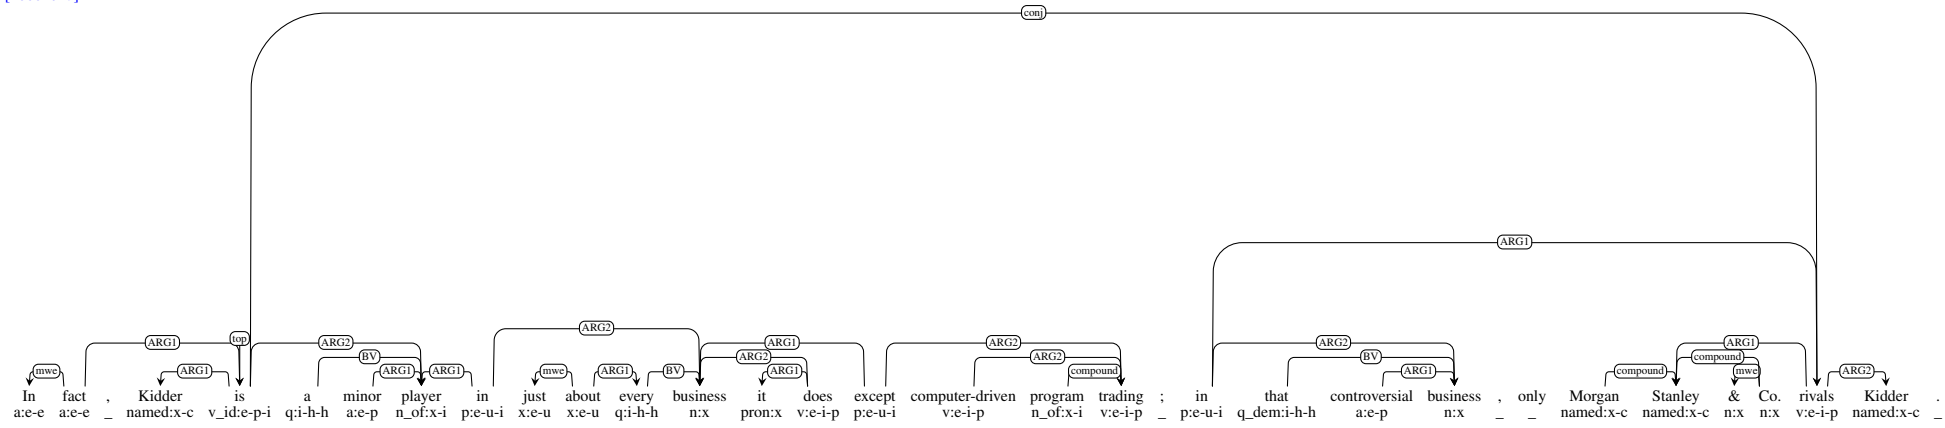 conj
ARG1
ARG2
ARG1 top ARG2 ARG1 ARG2 ARG2 ARG1
BV ARG2 ARG2 BV compound
mwe ARG1 ARG1 ARG1 mwe ARG1 BV ARG1 compound ARG1 compound mwe ARG2
In fact , Kidder is a minor player in just about every business it does except computer-driven program trading ; in that controversial business , only Morgan Stanley & Co. rivals Kidder .
a:e-e a:e-e _ named:x-c v_id:e-p-i q:i-h-h a:e-p n_of:x-i p:e-u-i x:e-u x:e-u q:i-h-h n:x pron:x v:e-i-p p:e-u-i v:e-i-p n_of:x-i v:e-i-p _ p:e-u-i q_dem:i-h-h a:e-p n:x _ _ named:x-c named:x-c n:x n:x v:e-i-p named:x-c _